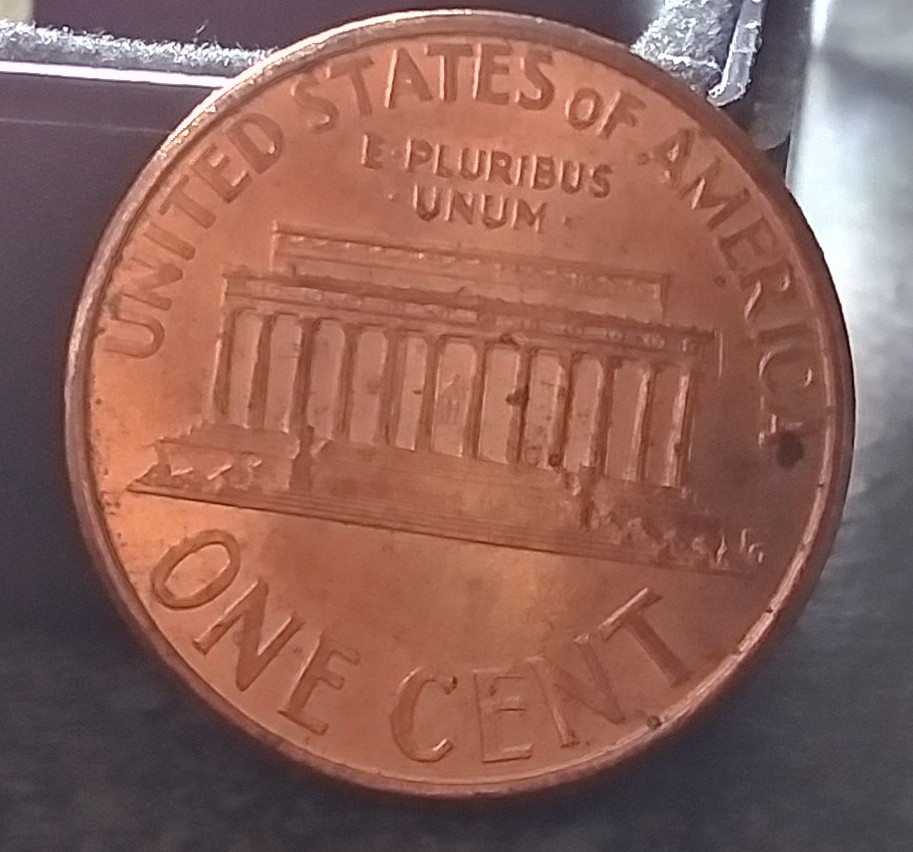 UNITED STATES OF AMERICA
E·PLURIBUS
·UNUM·
ONE CENT